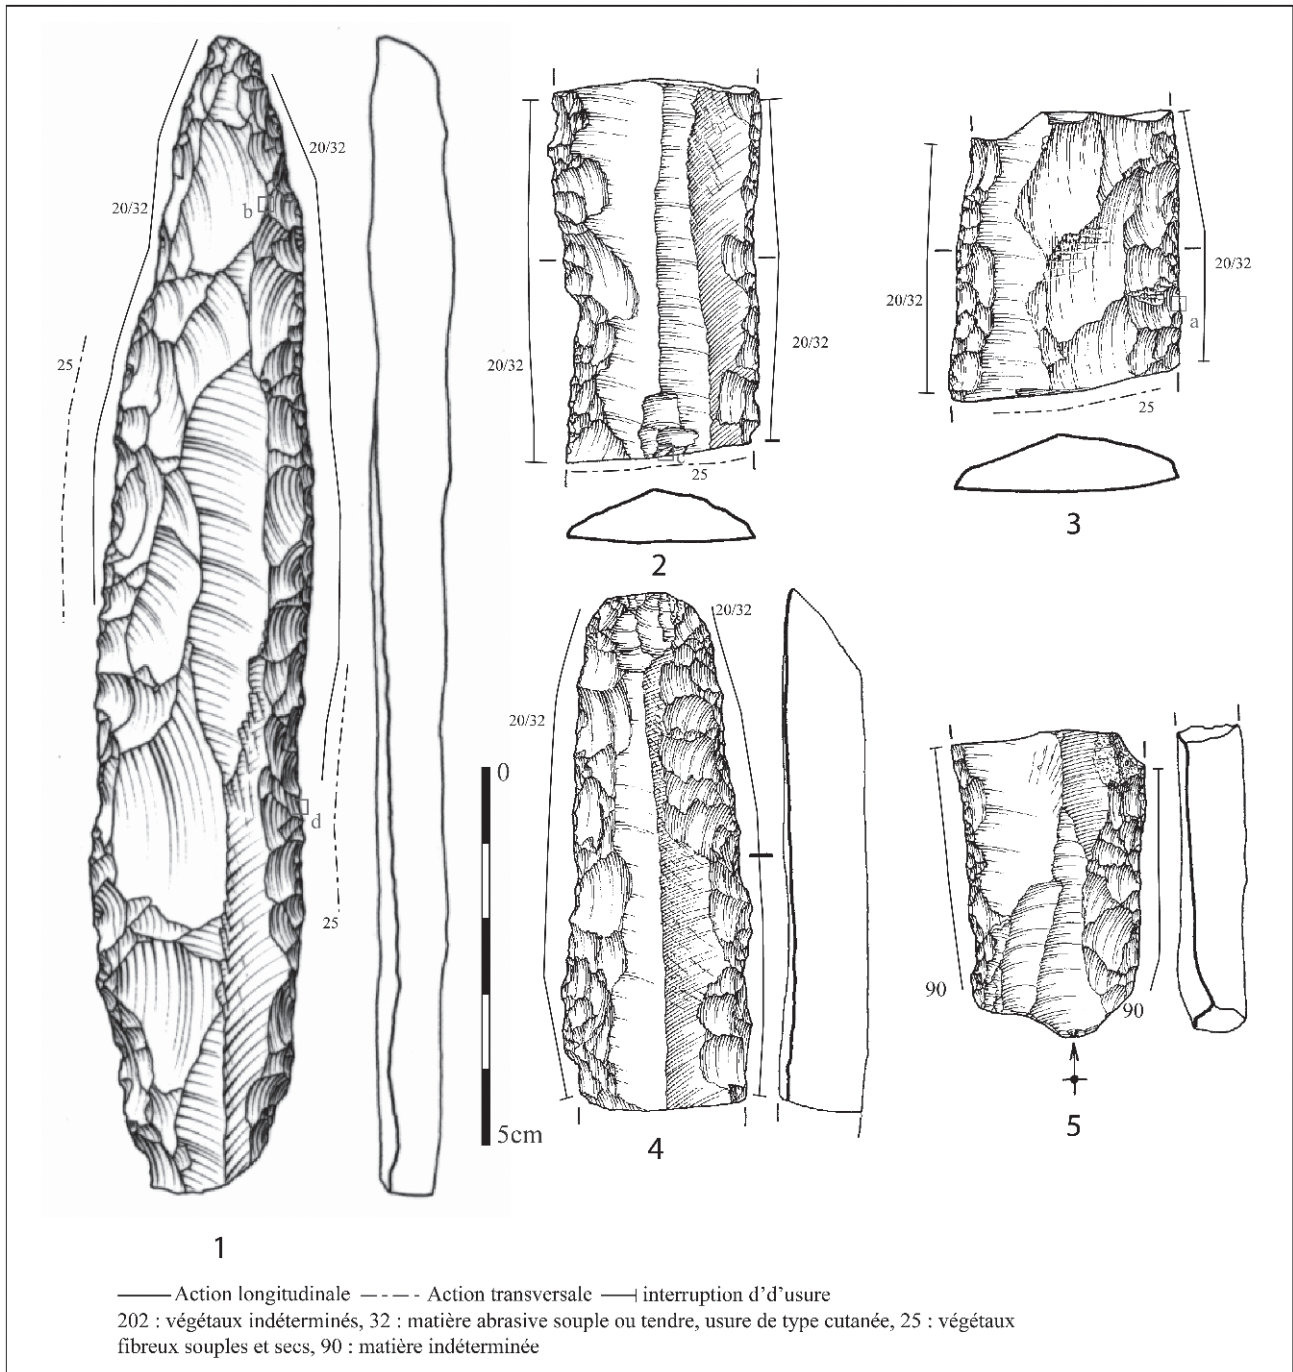 20/32
20/32
b
25
d
25
1
20/32
20/32
c
25
2
20/32
20/32
a
25
3
20/32
20/32
0
5cm
4
90
90
5
Action longitudinale
Action transversale
interruption d'd'usure
202 : végétaux indéterminés, 32 : matière abrasive souple ou tendre, usure de type cutanée, 25 : végétaux
fibreux souples et secs, 90 : matière indéterminée